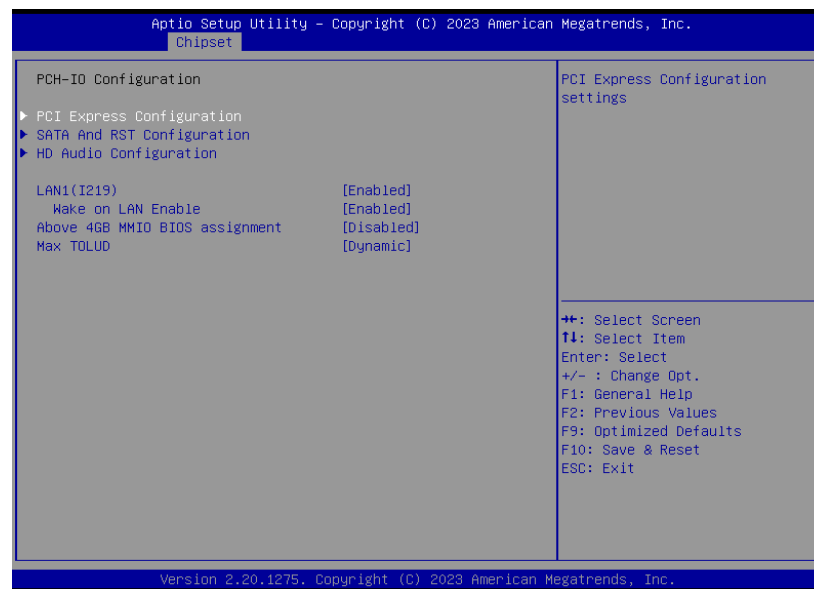 Aptio Setup Utility – Copyright (C) 2023 American Megatrends, Inc.
Chipset
PCH-IO Configuration
PCI Express Configuration
SATA And RST Configuration
HD Audio Configuration
LAN1(I219) [Enabled]
Wake on LAN Enable [Enabled]
Above 4GB MMIO BIOS assignment [Disabled]
Max TOLUD [Dynamic]
PCI Express Configuration
settings
→←: Select Screen
↑↓: Select Item
Enter: Select
+/- : Change Opt.
F1: General Help
F2: Previous Values
F9: Optimized Defaults
F10: Save & Reset
ESC: Exit
Version 2.20.1275. Copyright (C) 2023 American Megatrends, Inc.